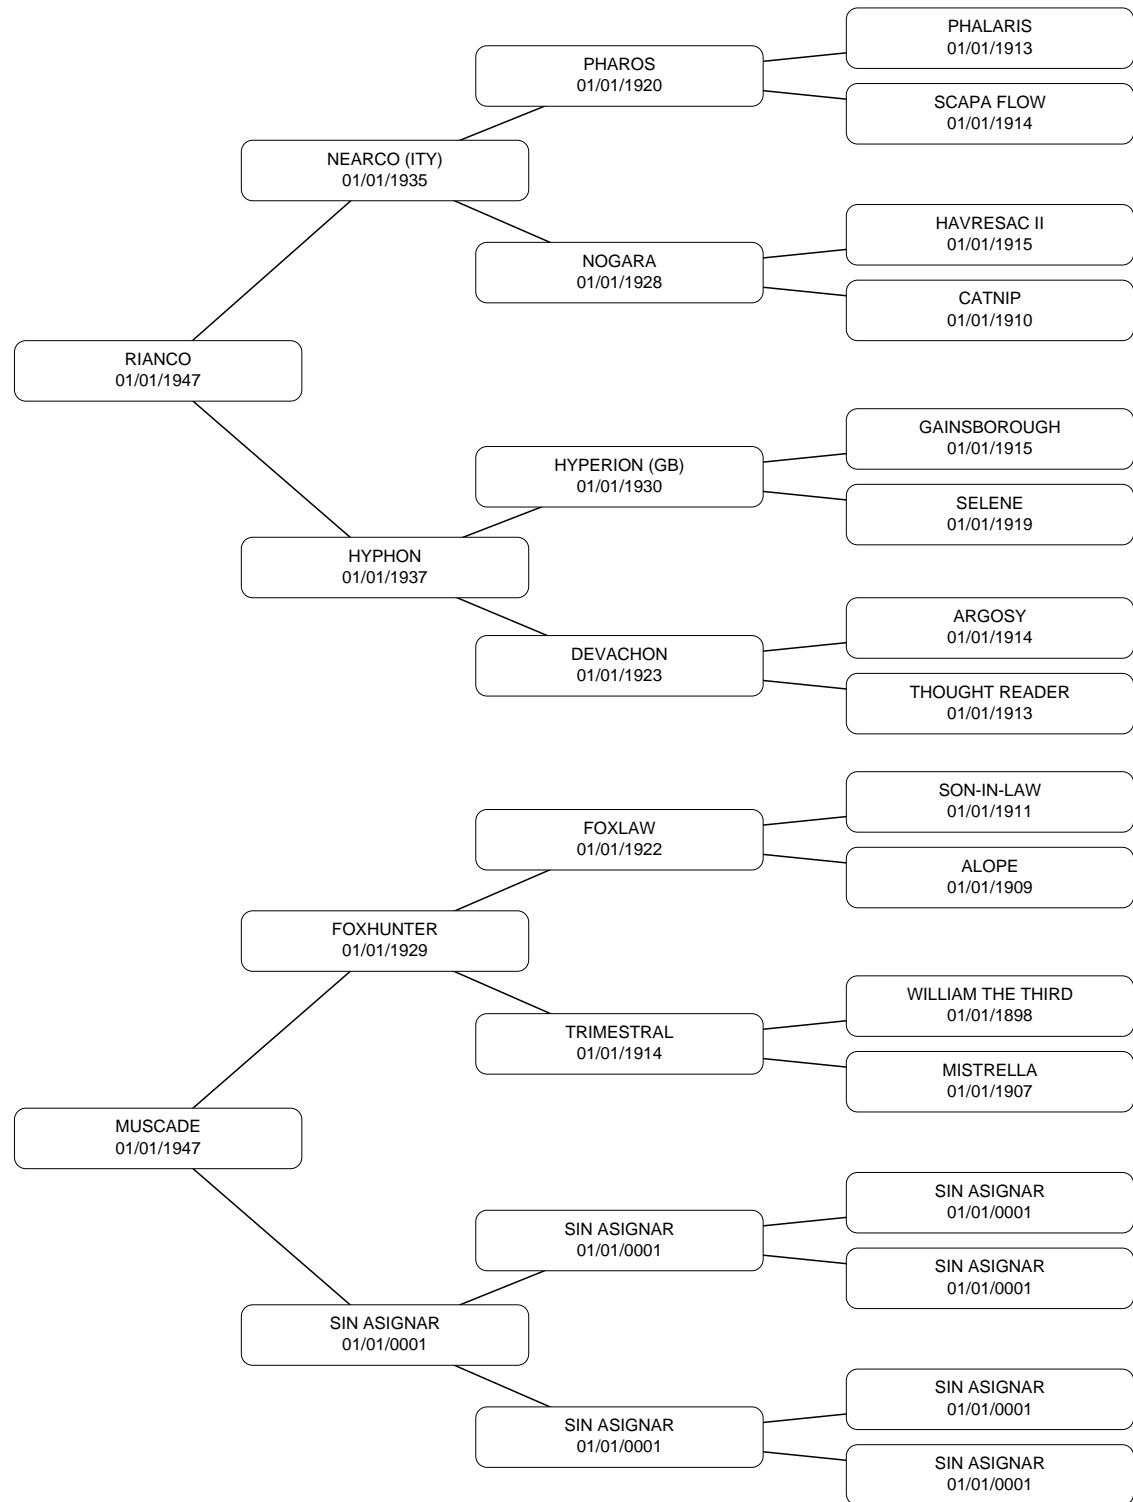 PHALARIS
01/01/1913
PHAROS
01/01/1920
SCAPA FLOW
01/01/1914
NEARCO (ITY)
01/01/1935
HAVRESAC II
01/01/1915
NOGARA
01/01/1928
CATNIP
01/01/1910
RIANCO
01/01/1947
GAINSBOROUGH
01/01/1915
HYPERION (GB)
01/01/1930
SELENE
01/01/1919
HYPHON
01/01/1937
ARGOSY
01/01/1914
DEVACHON
01/01/1923
THOUGHT READER
01/01/1913
SON-IN-LAW
01/01/1911
FOXLAW
01/01/1922
ALOPE
01/01/1909
FOXHUNTER
01/01/1929
WILLIAM THE THIRD
01/01/1898
TRIMESTRAL
01/01/1914
MISTRELLA
01/01/1907
MUSCADE
01/01/1947
SIN ASIGNAR
01/01/0001
SIN ASIGNAR
01/01/0001
SIN ASIGNAR
01/01/0001
SIN ASIGNAR
01/01/0001
SIN ASIGNAR
01/01/0001
SIN ASIGNAR
01/01/0001
SIN ASIGNAR
01/01/0001